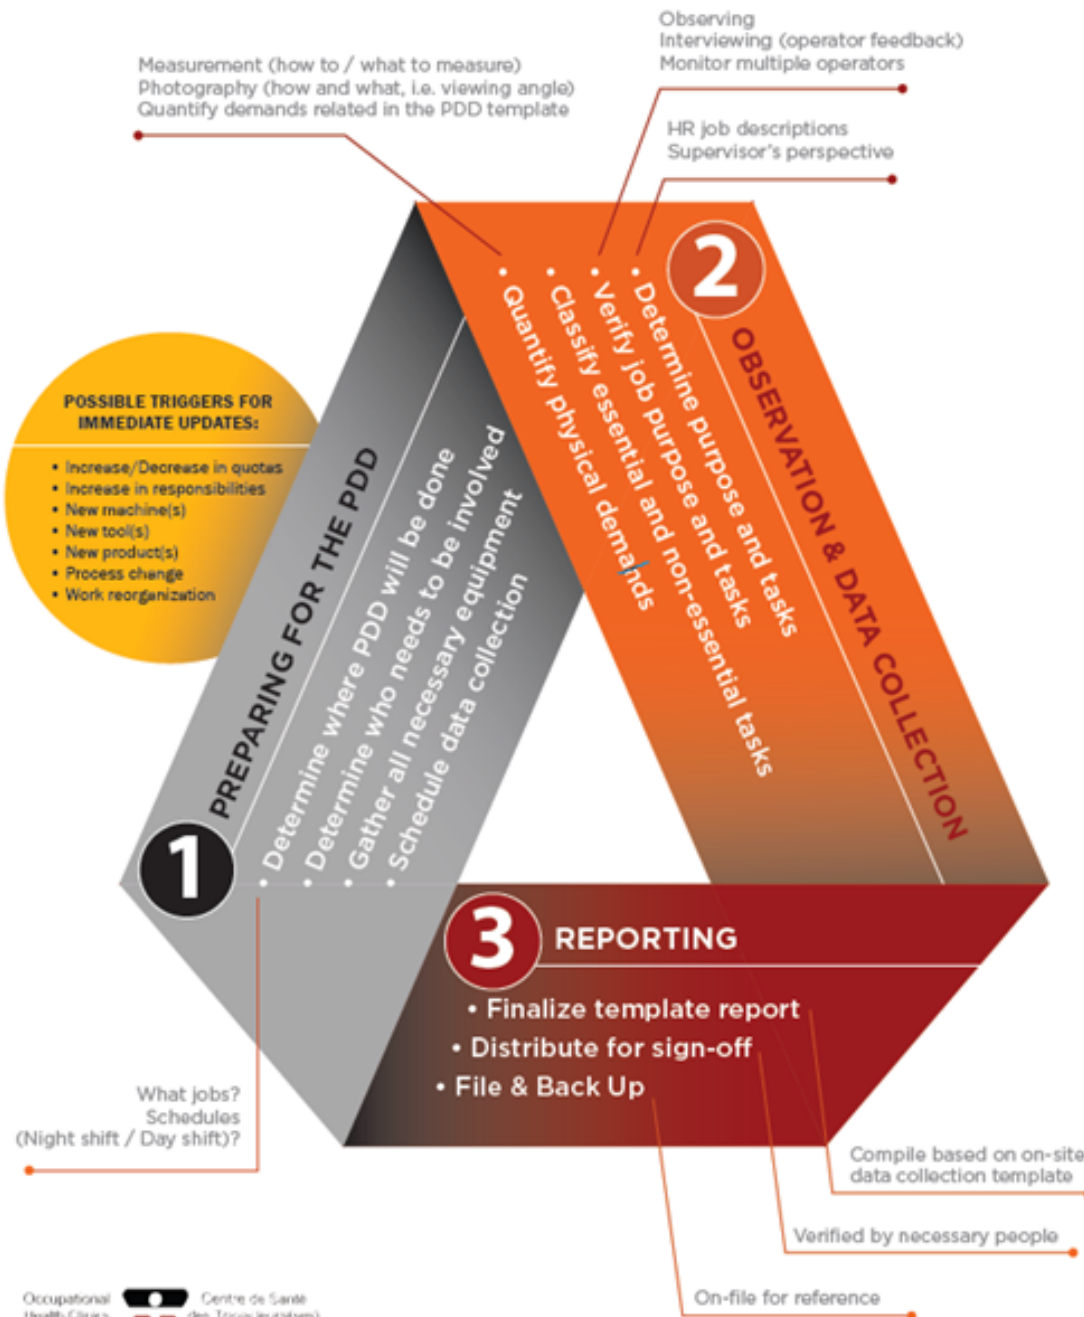 Observing
Interviewing (operator feedback)
Monitor multiple operators
Measurement (how to / what to measure)
Photography (how and what, i.e. viewing angle)
Quantify demands related in the PDD template
HR job descriptions
Supervisor's perspective
POSSIBLE TRIGGERS FOR
IMMEDIATE UPDATES:
• Increase/Decrease in quotas
• Increase in responsibilities
• New machine(s)
• New tool(s)
• New product(s)
• Process change
• Work reorganization
1
PREPARING FOR THE PDD
• Determine where PDD will be done
• Determine who needs to be involved
• Gather all necessary equipment
• Schedule data collection
What jobs?
Schedules
(Night shift / Day shift)?
2
OBSERVATION & DATA COLLECTION
• Determine purpose and tasks
• Verify job purpose and tasks
• Classify essential and non-essential tasks
• Quantify physical demands
3
REPORTING
• Finalize template report
• Distribute for sign-off
• File & Back Up
Compile based on on-site
data collection template
Verified by necessary people
On-file for reference
Occupational
Centre de Santé